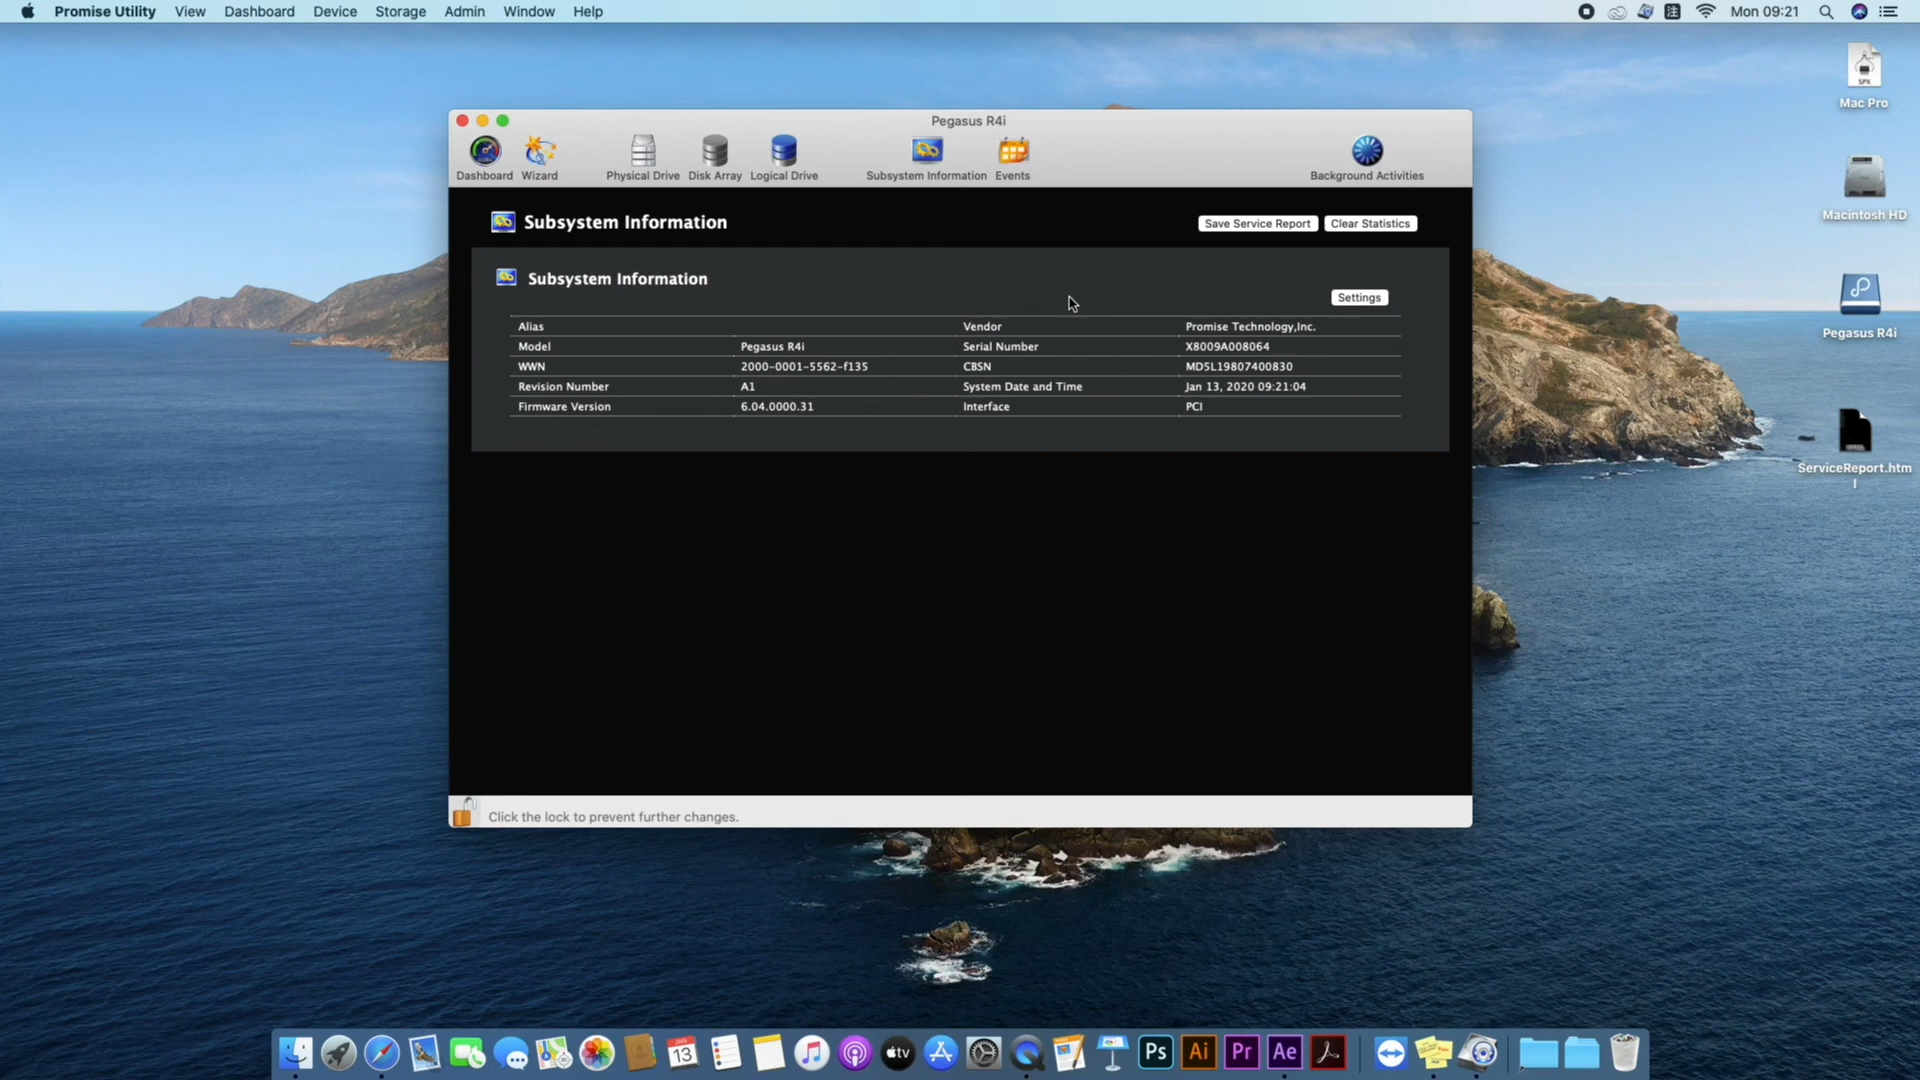 Promise Utility View Dashboard Device Storage Admin Window Help
注 Mon 09:21
Pegasus R4i
Dashboard Wizard Physical Drive Disk Array Logical Drive Subsystem Information Events Background Activities
Subsystem Information
Save Service Report Clear Statistics
Subsystem Information
Settings
Alias Vendor Promise Technology,Inc.
Model Pegasus R4i Serial Number X8009A008064
WWN 2000-0001-5562-f135 CBSN MD5L19807400830
Revision Number A1 System Date and Time Jan 13, 2020 09:21:04
Firmware Version 6.04.0000.31 Interface PCI
Click the lock to prevent further changes.
SPX
Mac Pro
Macintosh HD
Pegasus R4i
ServiceReport.htm
l
JAN
13
tv
Ps
Ai
Pr
Ae